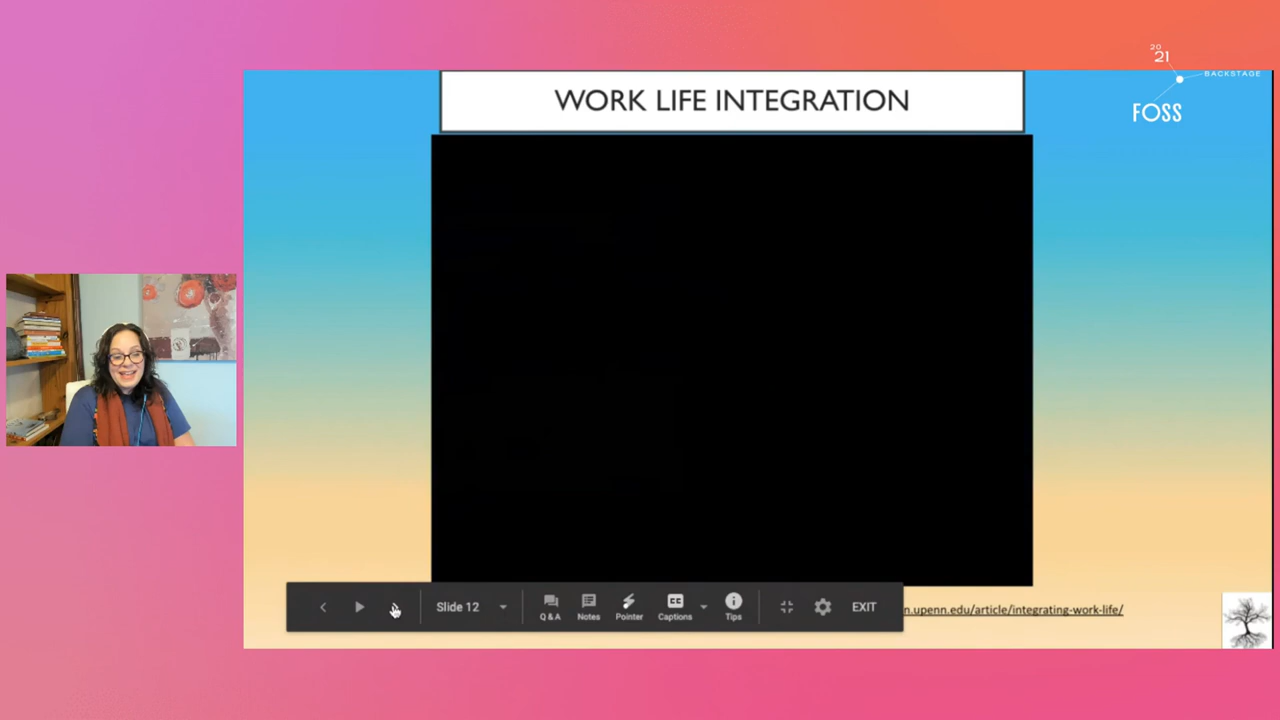 20
21
BACKSTAGE
FOSS
WORK LIFE INTEGRATION
Slide 12
Q & A
Notes
Pointer
CC
Captions
Tips
EXIT
n.upenn.edu/article/integrating-work-life/